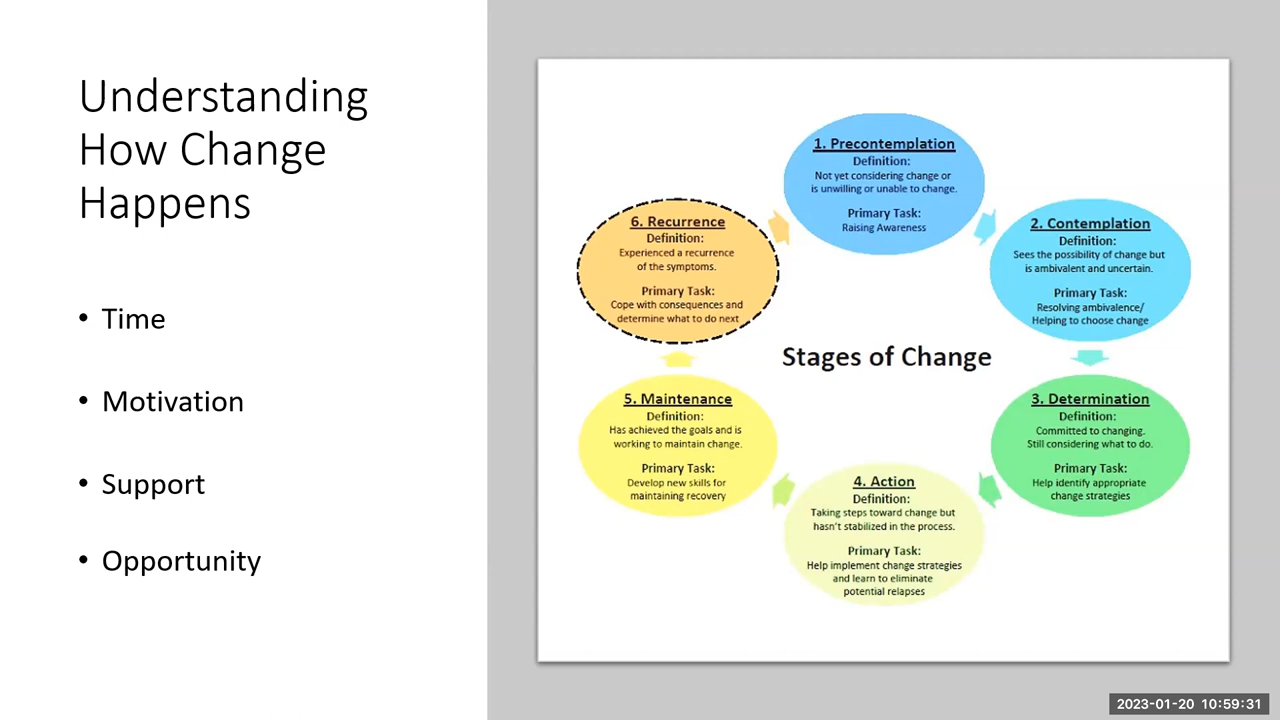 Understanding
How Change
Happens
• Time
• Motivation
• Support
• Opportunity
1. Precontemplation
Definition:
Not yet considering change or
is unwilling or unable to change.
Primary Task:
Raising Awareness
2. Contemplation
Definition:
Sees the possibility of change but
is ambivalent and uncertain.
Primary Task:
Resolving ambivalence/
Helping to choose change
3. Determination
Definition:
Committed to changing.
Still considering what to do.
Primary Task:
Help identify appropriate
change strategies
4. Action
Definition:
Taking steps toward change but
hasn't stabilized in the process.
Primary Task:
Help implement change strategies
and learn to eliminate
potential relapses
5. Maintenance
Definition:
Has achieved the goals and is
working to maintain change.
Primary Task:
Develop new skills for
maintaining recovery
6. Recurrence
Definition:
Experienced a recurrence
of the symptoms.
Primary Task:
Cope with consequences and
determine what to do next
Stages of Change
2023-01-20 10:59:31